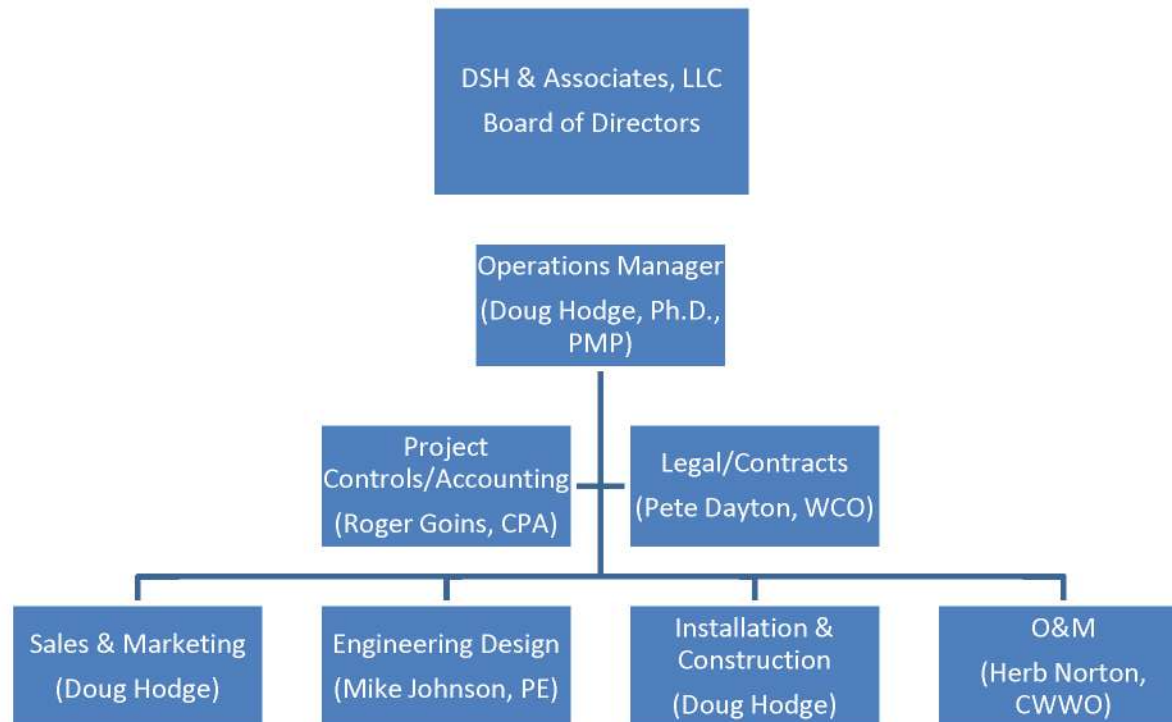 DSH & Associates, LLC
Board of Directors
Operations Manager
(Doug Hodge, Ph.D.,
PMP)
Project
Controls/Accounting
(Roger Goins, CPA)
Legal/Contracts
(Pete Dayton, WCO)
Sales & Marketing
(Doug Hodge)
Engineering Design
(Mike Johnson, PE)
Installation &
Construction
(Doug Hodge)
O&M
(Herb Norton,
CWWO)